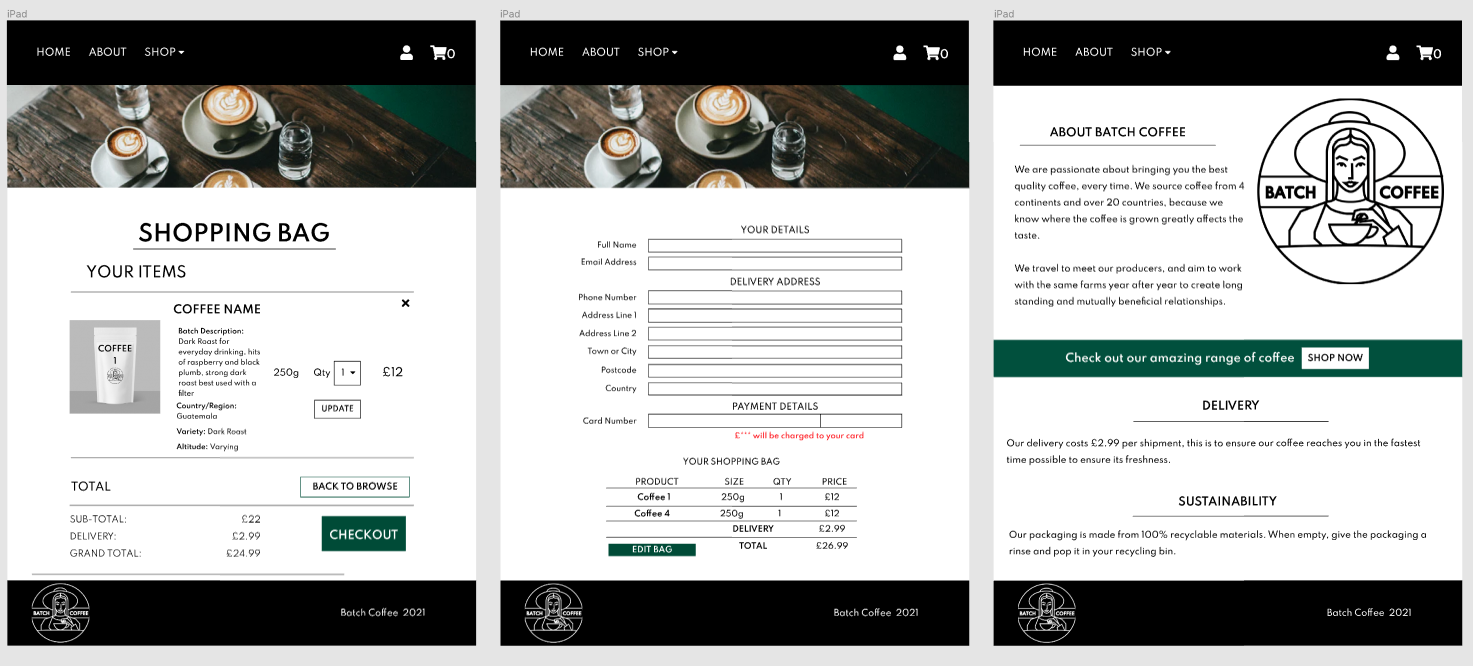 iPad
HOME ABOUT SHOP
0
SHOPPING BAG
YOUR ITEMS
COFFEE NAME
COFFEE
1
Batch Description:
Dark Roast for
everyday drinking, hits
of raspberry and black
plumb, strong dark
roast best used with a
filter
Country/Region:
Guatemala
Variety: Dark Roast
Altitude: Varying
250g Qty 1 £12
UPDATE
TOTAL
BACK TO BROWSE
SUB-TOTAL: £22
DELIVERY: £2.99
GRAND TOTAL: £24.99
CHECKOUT
BATCH COFFEE
Batch Coffee 2021
iPad
HOME ABOUT SHOP
0
YOUR DETAILS
Full Name
Email Address
DELIVERY ADDRESS
Phone Number
Address Line 1
Address Line 2
Town or City
Postcode
Country
PAYMENT DETAILS
Card Number
£*** will be charged to your card
YOUR SHOPPING BAG
PRODUCT SIZE QTY PRICE
Coffee 1 250g 1 £12
Coffee 4 250g 1 £12
DELIVERY £2.99
EDIT BAG TOTAL £26.99
BATCH COFFEE
Batch Coffee 2021
iPad
HOME ABOUT SHOP
0
ABOUT BATCH COFFEE
We are passionate about bringing you the best
quality coffee, every time. We source coffee from 4
continents and over 20 countries, because we
know where the coffee is grown greatly affects the
taste.
We travel to meet our producers, and aim to work
with the same farms year after year to create long
standing and mutually beneficial relationships.
BATCH COFFEE
Check out our amazing range of coffee SHOP NOW
DELIVERY
Our delivery costs £2.99 per shipment, this is to ensure our coffee reaches you in the fastest
time possible to ensure its freshness.
SUSTAINABILITY
Our packaging is made from 100% recyclable materials. When empty, give the packaging a
rinse and pop it in your recycling bin.
BATCH COFFEE
Batch Coffee 2021